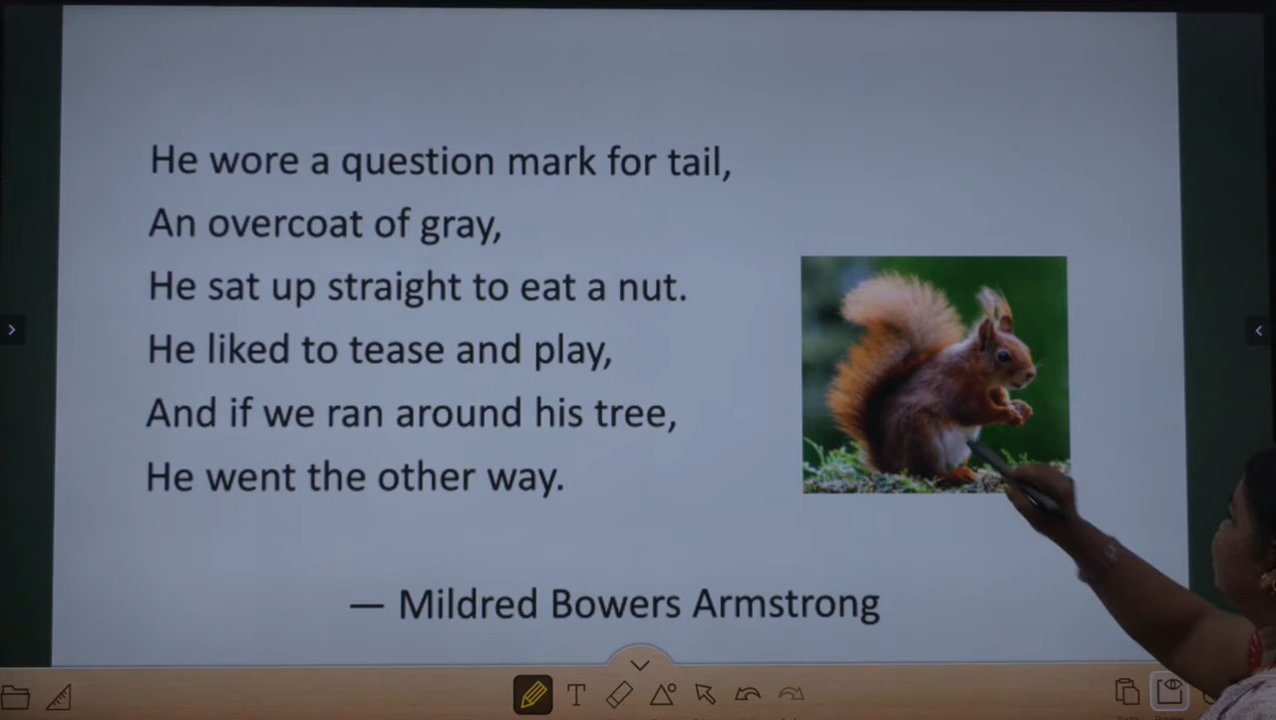 He wore a question mark for tail,
An overcoat of gray,
He sat up straight to eat a nut.
He liked to tease and play,
And if we ran around his tree,
He went the other way.
— Mildred Bowers Armstrong
T